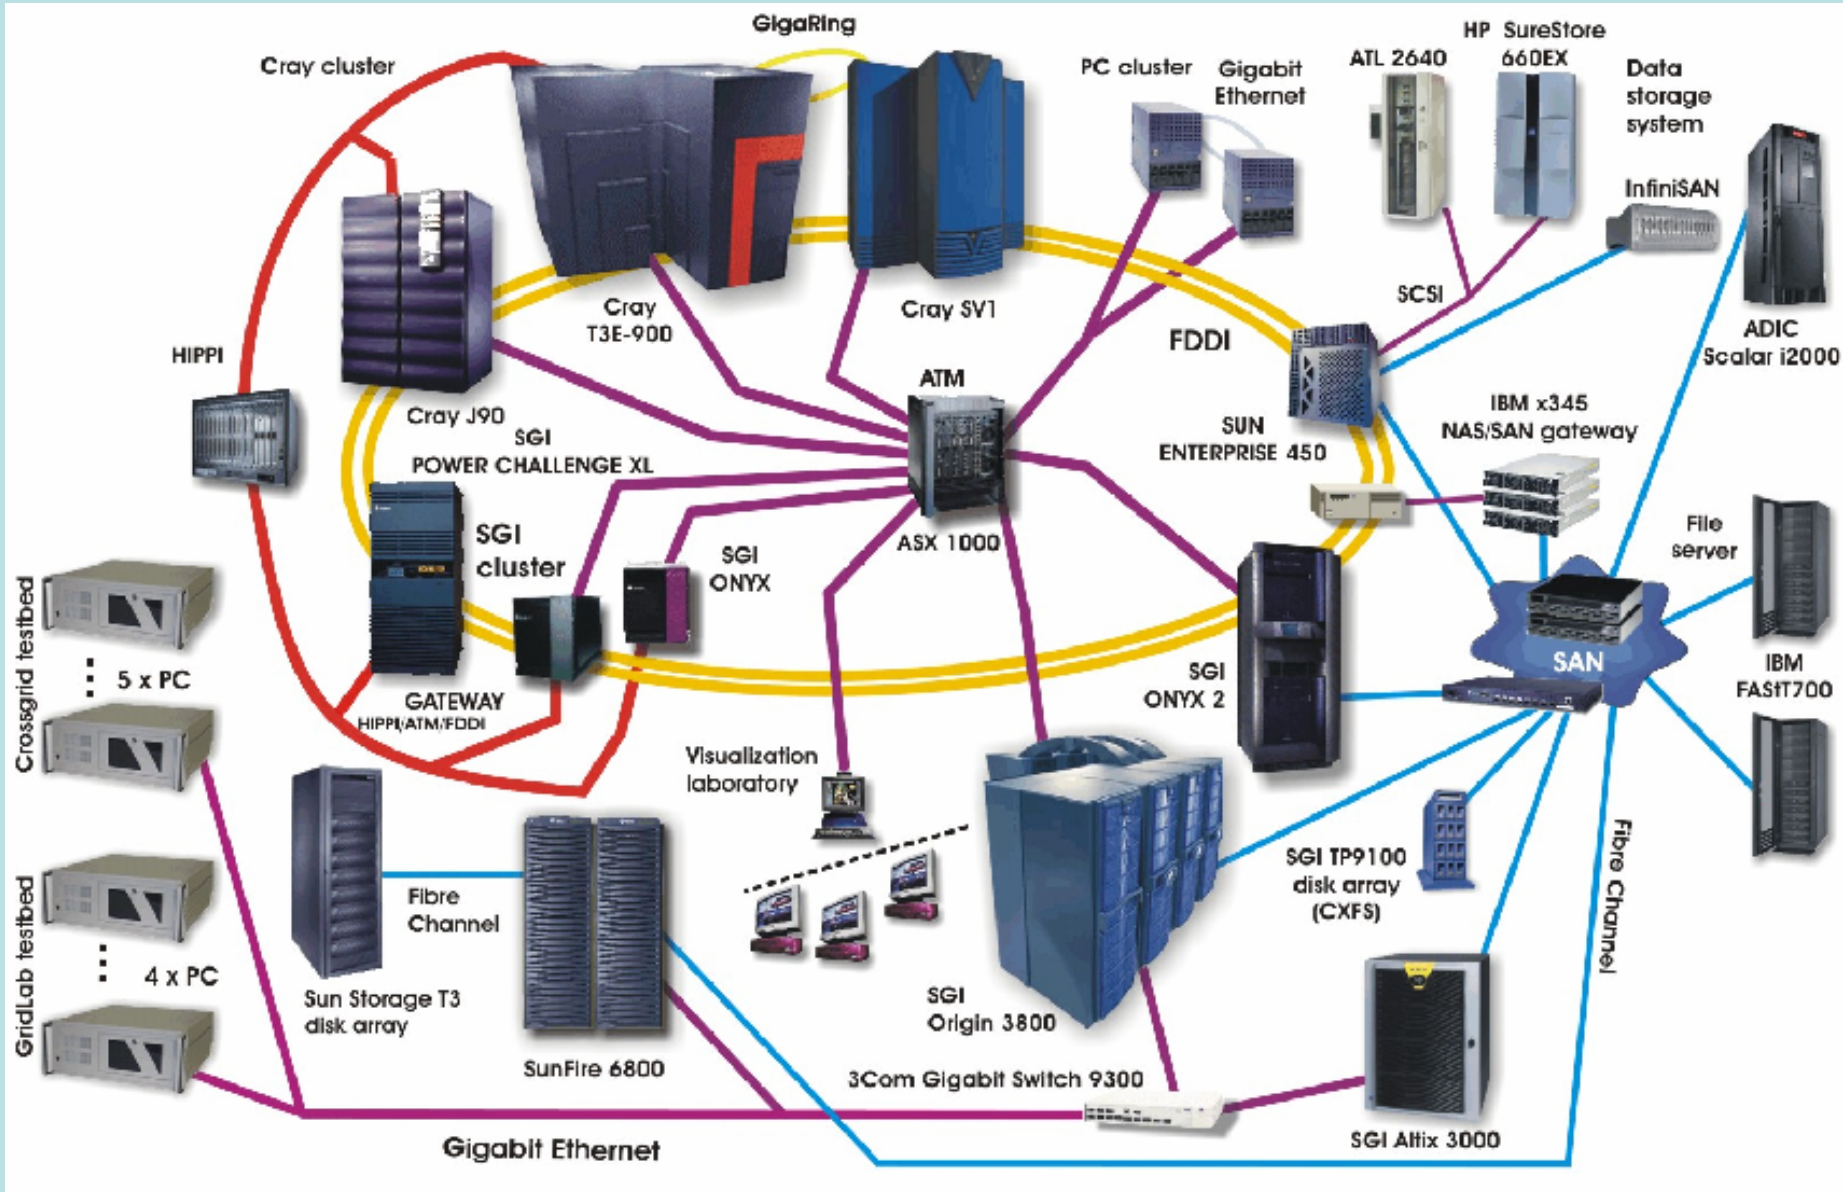 GigaRing
Cray cluster
PC cluster
Gigabit
Ethernet
ATL 2640
HP SureStore
660EX
Data
storage
system
InfiniSAN
SCSI
ADIC
Scalar i2000
HIPPI
Cray
T3E-900
Cray SV1
FDDI
Cray J90
ATM
ASX 1000
SGI
POWER CHALLENGE XL
SUN
ENTERPRISE 450
IBM x345
NAS/SAN gateway
File
server
SGI
cluster
SGI
ONYX
SAN
IBM
FAStT700
Crossgrid testbed
5 x PC
GATEWAY
HIPPI/ATM/FDDI
SGI
ONYX 2
Visualization
laboratory
Fibre
Channel
SGI TP9100
disk array
(CXFS)
Fibre Channel
GridLab testbed
4 x PC
Sun Storage T3
disk array
SunFire 6800
SGI
Origin 3800
3Com Gigabit Switch 9300
SGI Altix 3000
Gigabit Ethernet